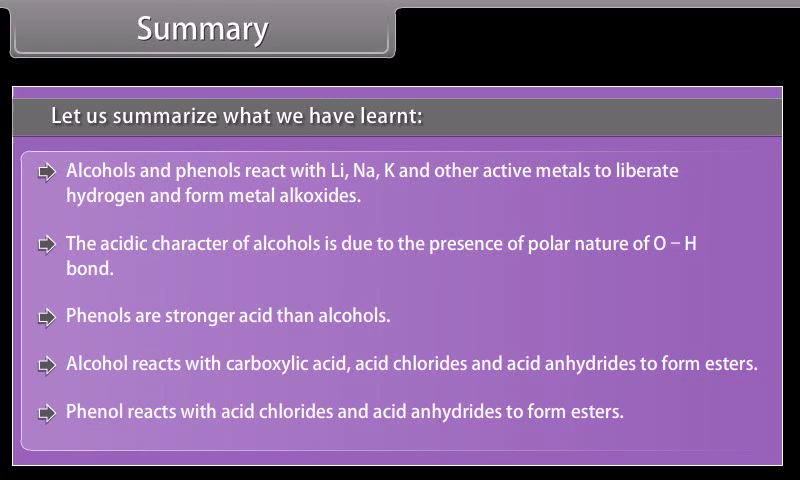 Summary
Let us summarize what we have learnt:
Alcohols and phenols react with Li, Na, K and other active metals to liberate
hydrogen and form metal alkoxides.
The acidic character of alcohols is due to the presence of polar nature of O – H
bond.
Phenols are stronger acid than alcohols.
Alcohol reacts with carboxylic acid, acid chlorides and acid anhydrides to form esters.
Phenol reacts with acid chlorides and acid anhydrides to form esters.